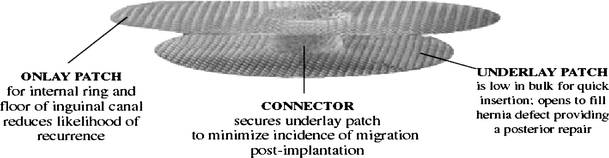 ONLAY PATCH
for internal ring and
floor of inguinal canal
reduces likelihood of
recurrence
CONNECTOR
secures underlay patch
to minimize incidence of migration
post-implantation
UNDERLAY PATCH
is low in bulk for quick
insertion; opens to fill
hernia defect providing
a posterior repair